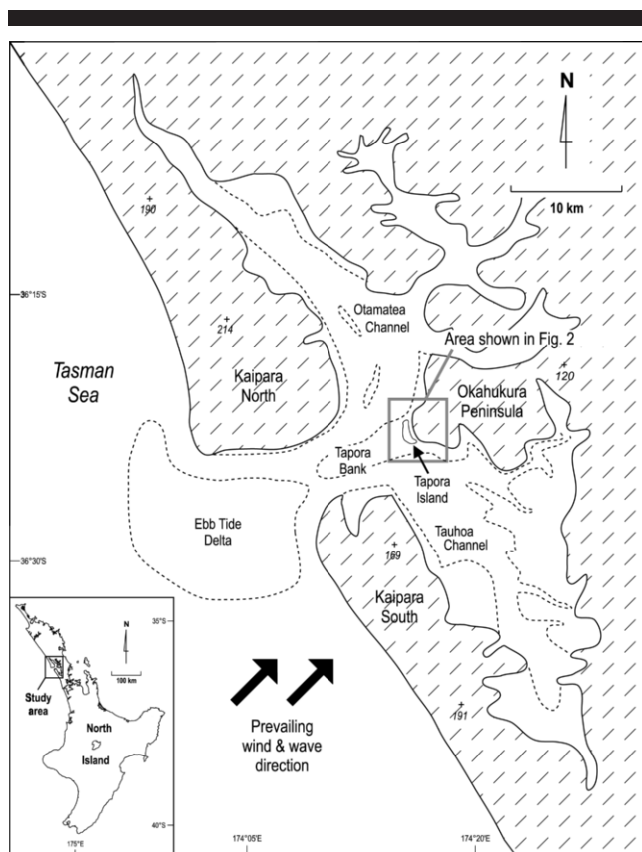 N
10 km
190
36°15'S
Otamatea
Channel
Area shown in Fig. 2
214
120
Tasman
Sea
Kaipara
North
Okahukura
Peninsula
Tapora
Bank
Tapora
Island
Ebb Tide
Delta
Tauhoa
Channel
169
36°30'S
Kaipara
South
N
35°S
100 km
Study
area
North
Island
Prevailing
wind & wave
direction
191
40°S
175°E
174°05'E
174°20'E